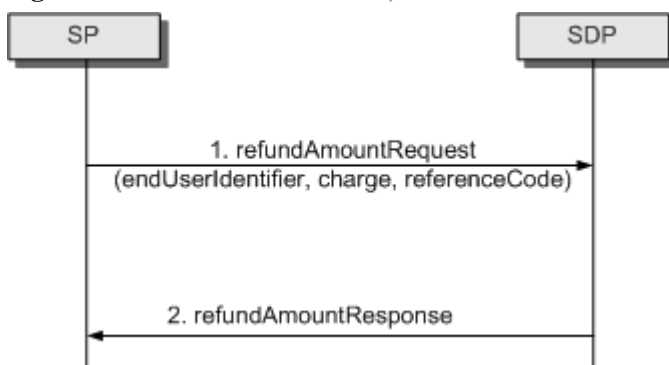 SP
SDP
1. refundAmountRequest
(endUserIdentifier, charge, referenceCode)
2. refundAmountResponse